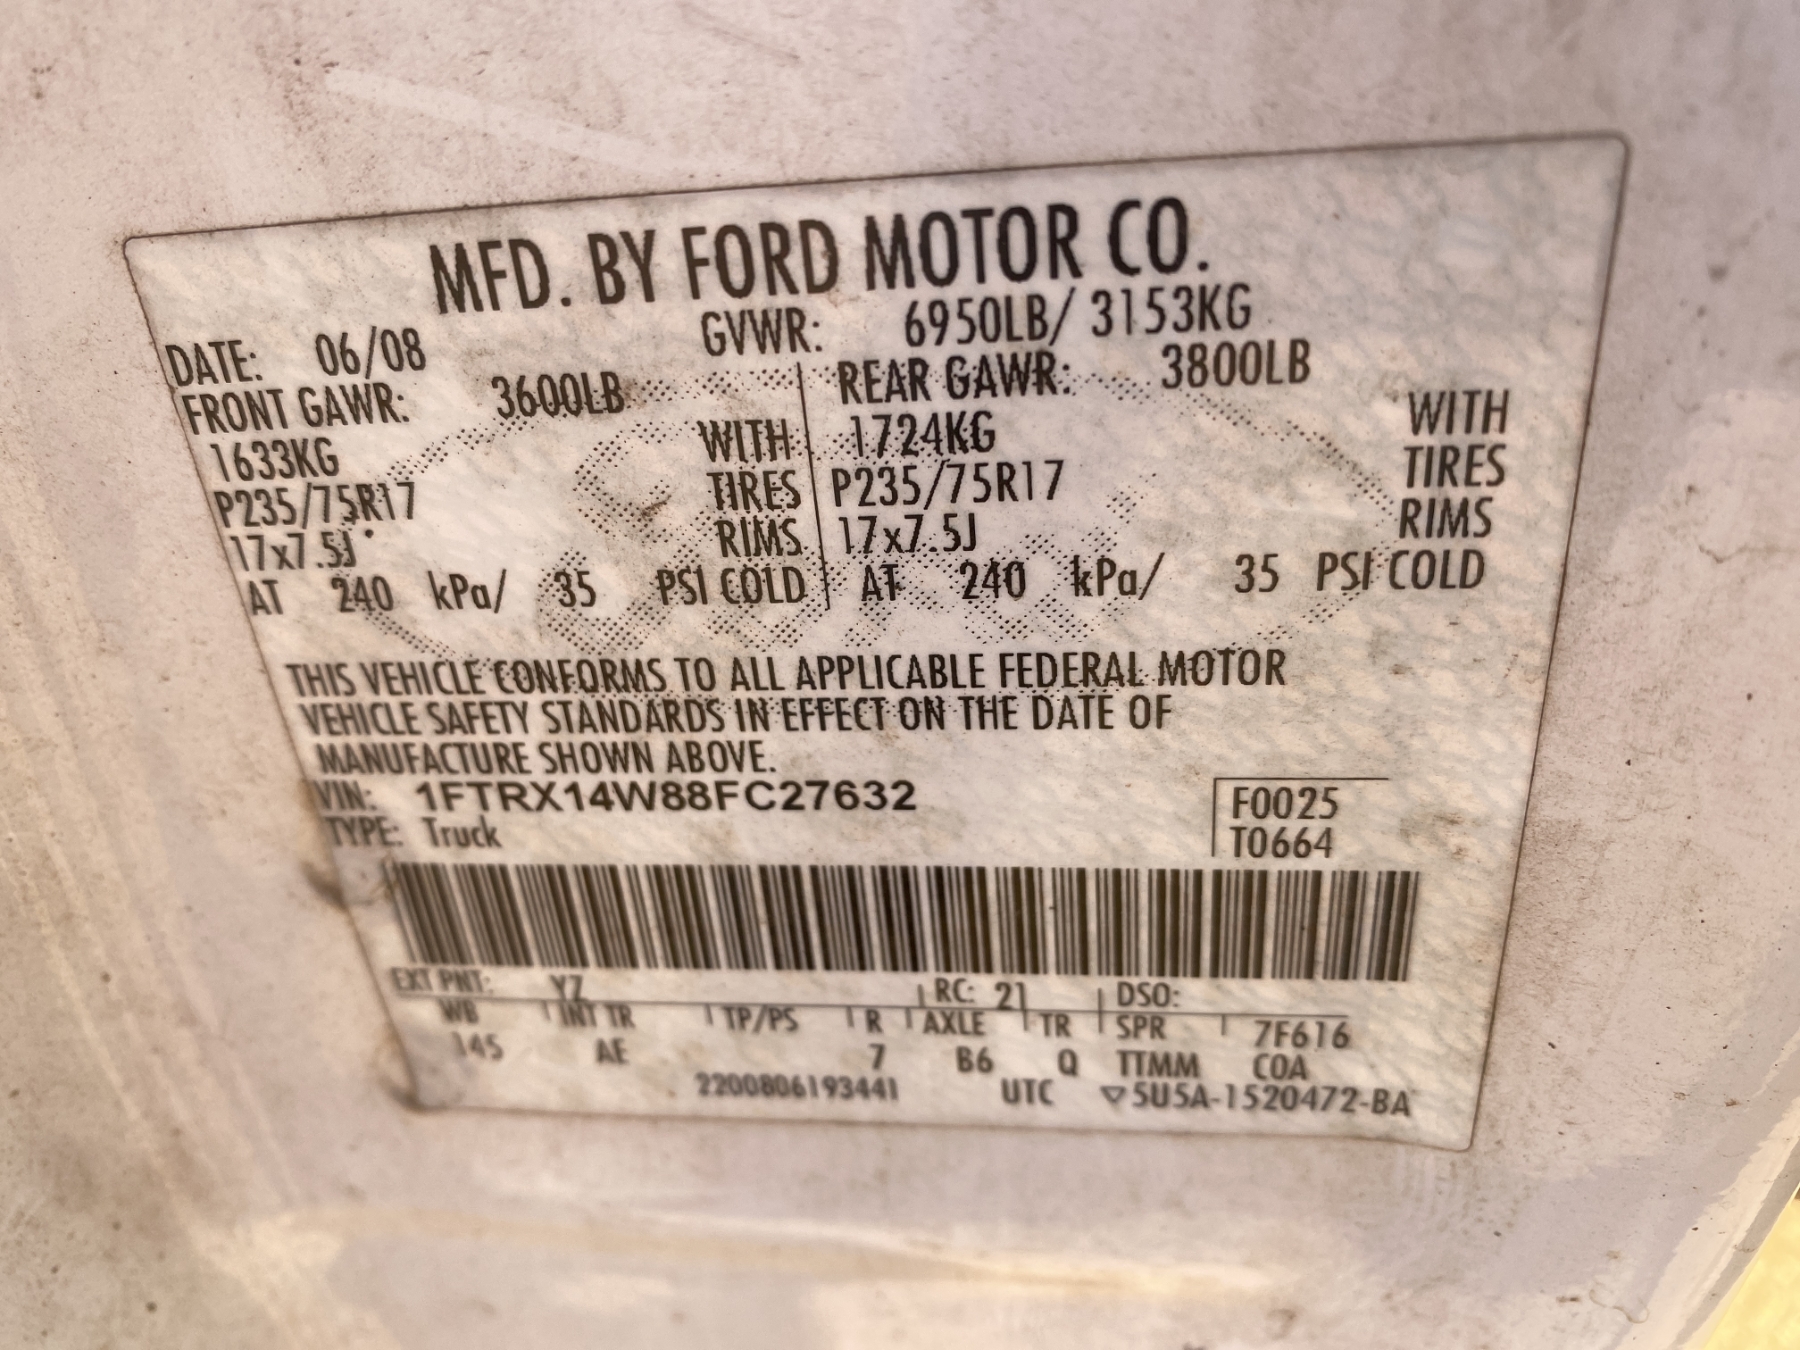 MFD. BY FORD MOTOR CO.
DATE: 06/08 GVWR: 6950LB/ 3153KG
FRONT GAWR: 3600LB REAR GAWR: 3800LB
1633KG WITH 1724KG WITH
P235/75R17 TIRES P235/75R17 TIRES
17x7.5J RIMS 17x7.5J RIMS
AT 240 kPa/ 35 PSI COLD AT 240 kPa/ 35 PSI COLD
THIS VEHICLE CONFORMS TO ALL APPLICABLE FEDERAL MOTOR
VEHICLE SAFETY STANDARDS IN EFFECT ON THE DATE OF
MANUFACTURE SHOWN ABOVE.
VIN: 1FTRX14W88FC27632 F0025
TYPE: Truck T0664
EXT PNT: YZ RC: 21 DSO:
WB INT TR TP/PS R AXLE TR SPR 7F616
145 AE 7 B6 Q TTMM COA
2200806193441 UTC ▽5U5A-1520472-BA